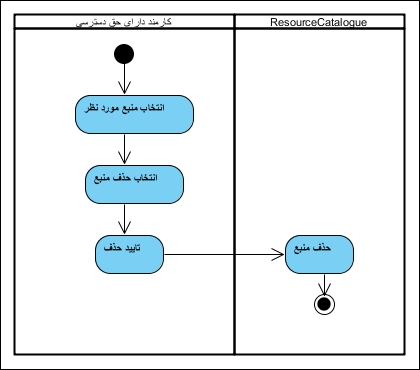 کارمند دارای حق دسترسی
ResourceCatalogue
انتخاب منبع مورد نظر
انتخاب حذف منبع
تایید حذف
حذف منبع